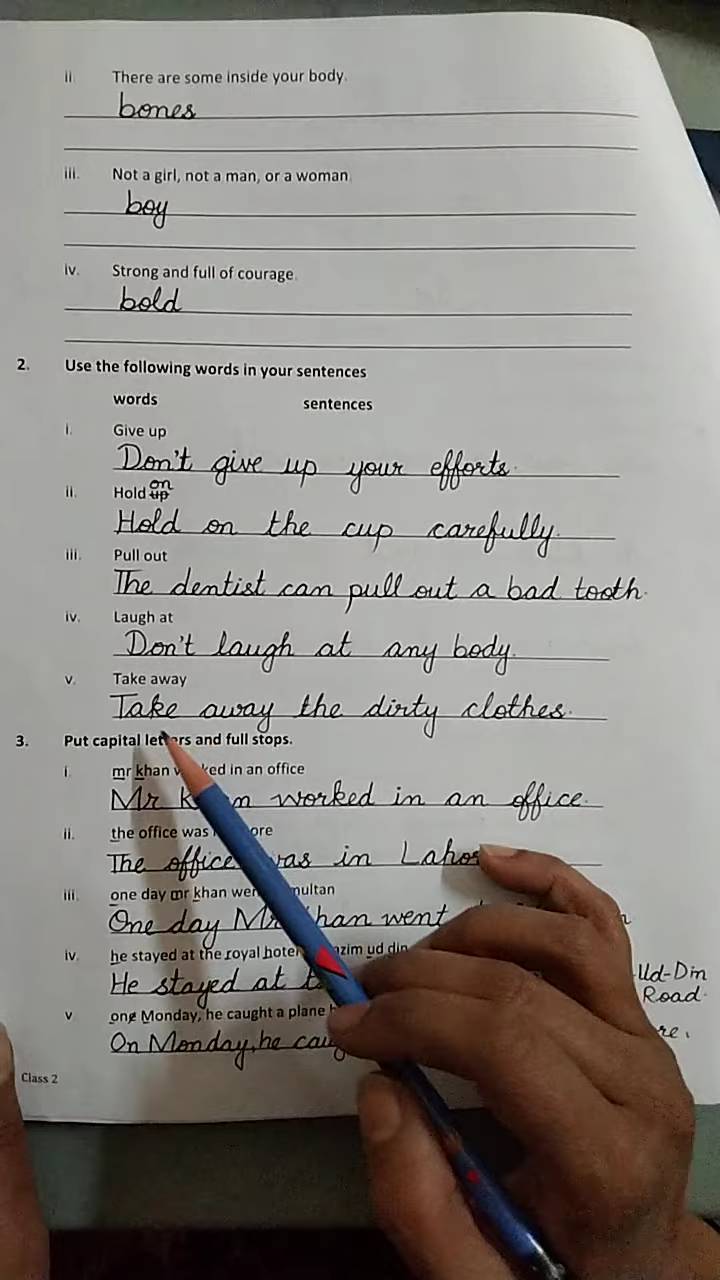 ii. There are some inside your body.
bones
iii. Not a girl, not a man, or a woman.
boy
iv. Strong and full of courage.
bold
2. Use the following words in your sentences
words sentences
i. Give up
Don't give up your efforts.
ii. Hold up on
Hold on the cup carefully.
iii. Pull out
The dentist can pull out a bad tooth.
iv. Laugh at
Don't laugh at any body.
v. Take away
Take away the dirty clothes.
3. Put capital letters and full stops.
i. mr khan worked in an office
Mr Khan worked in an office.
ii. the office was
The office was in
iii. one day mr khan multan
One day Mr Khan went
iv. he stayed at the royal ud din
He stayed at Ud-Din
Road.
v one Monday, he caught a plane
On Monday, he
Class 2